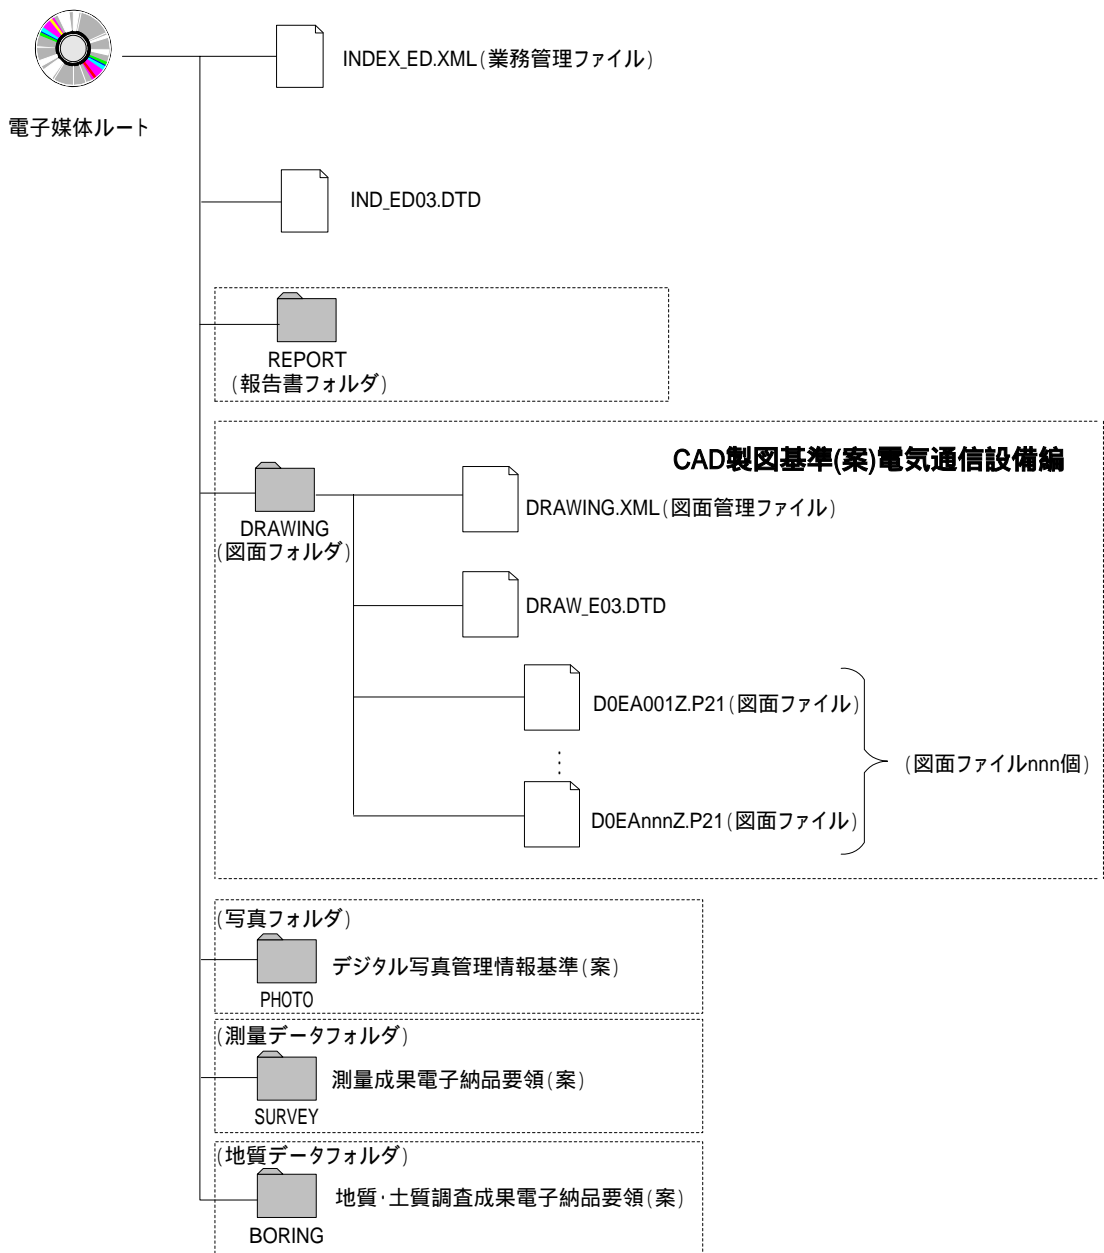 INDEX_ED.XML(業務管理ファイル)
電子媒体ルート
IND_ED03.DTD
REPORT
(報告書フォルダ)
CAD製図基準(案)電気通信設備編
DRAWING
(図面フォルダ)
DRAWING.XML(図面管理ファイル)
DRAW_E03.DTD
D0EA001Z.P21(図面ファイル)
D0EAnnnZ.P21(図面ファイル)
(図面ファイルnnn個)
(写真フォルダ)
デジタル写真管理情報基準(案)
PHOTO
(測量データフォルダ)
測量成果電子納品要領(案)
SURVEY
(地質データフォルダ)
地質・土質調査成果電子納品要領(案)
BORING